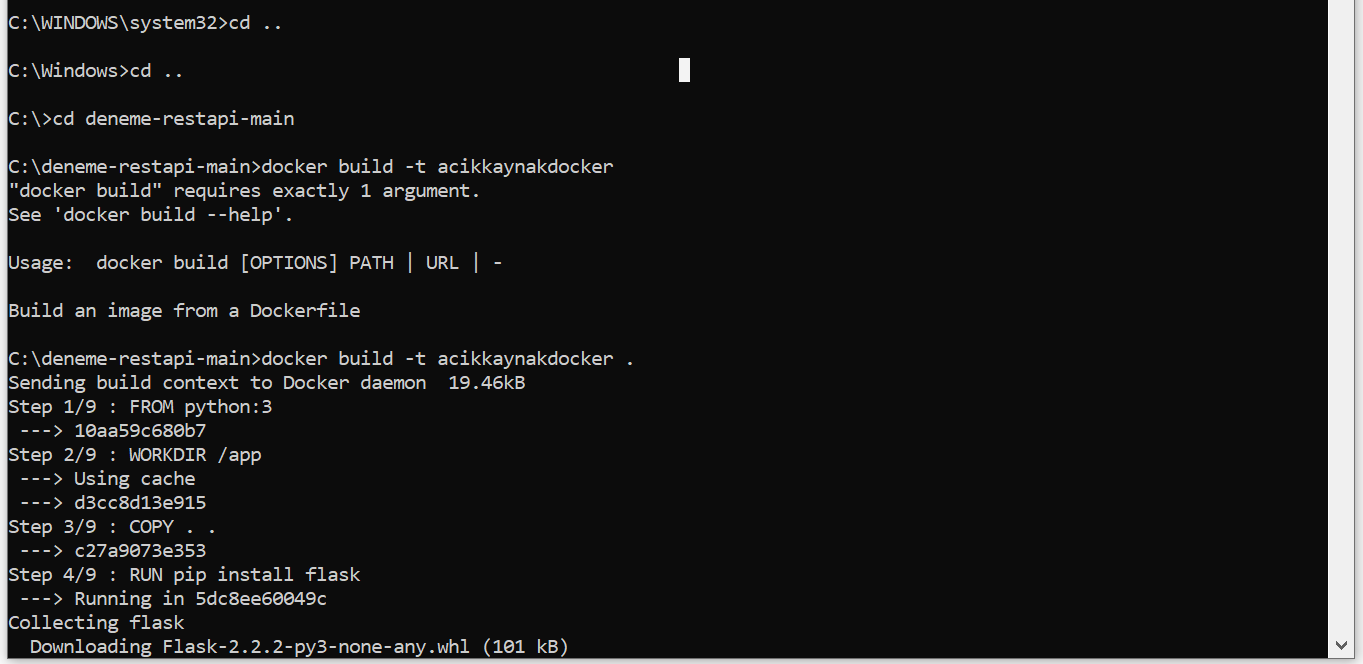 C:\WINDOWS\system32>cd ..
C:\Windows>cd ..
C:\>cd deneme-restapi-main
C:\deneme-restapi-main>docker build -t acikkaynakdocker
"docker build" requires exactly 1 argument.
See 'docker build --help'.
Usage:  docker build [OPTIONS] PATH | URL | -
Build an image from a Dockerfile
C:\deneme-restapi-main>docker build -t acikkaynakdocker .
Sending build context to Docker daemon  19.46kB
Step 1/9 : FROM python:3
 ---> 10aa59c680b7
Step 2/9 : WORKDIR /app
 ---> Using cache
 ---> d3cc8d13e915
Step 3/9 : COPY . .
 ---> c27a9073e353
Step 4/9 : RUN pip install flask
 ---> Running in 5dc8ee60049c
Collecting flask
  Downloading Flask-2.2.2-py3-none-any.whl (101 kB)